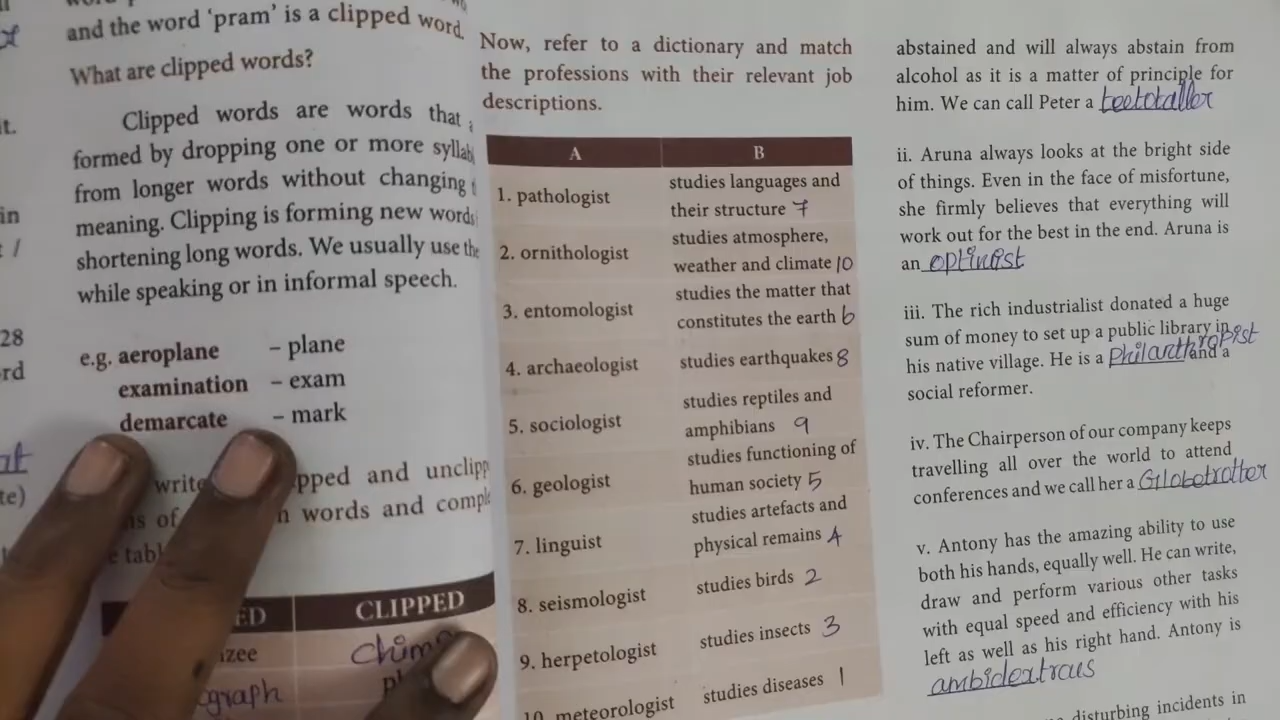 and the word ‘pram’ is a clipped word.
What are clipped words?
Clipped words are words that
formed by dropping one or more
from longer words without changing
meaning. Clipping is forming new words
shortening long words. We usually use the
while speaking or in informal speech.
e.g. aeroplane – plane
examination – exam
demarcate – mark
and
words and
CLIPPED
Now, refer to a dictionary and match
the professions with their relevant job
descriptions.
A B
1. pathologist studies languages and
their structure 7
2. ornithologist studies atmosphere,
weather and climate 10
3. entomologist studies the matter that
constitutes the earth 6
4. archaeologist studies earthquakes 8
5. sociologist studies reptiles and
amphibians 9
6. geologist studies functioning of
human society 5
7. linguist studies artefacts and
physical remains 4
8. seismologist studies birds 2
9. herpetologist studies insects 3
10. meteorologist studies diseases 1
abstained and will always abstain from
alcohol as it is a matter of principle for
him. We can call Peter a teetotaller
ii. Aruna always looks at the bright side
of things. Even in the face of misfortune,
she firmly believes that everything will
work out for the best in the end. Aruna is
an optimist
iii. The rich industrialist donated a huge
sum of money to set up a public library in
his native village. He is a Philanthropist and a
social reformer.
iv. The Chairperson of our company keeps
travelling all over the world to attend
conferences and we call her a Globetrotter
v. Antony has the amazing ability to use
both his hands, equally well. He can write,
draw and perform various other tasks
with equal speed and efficiency with his
left as well as his right hand. Antony is
ambidextraus
disturbing incidents in